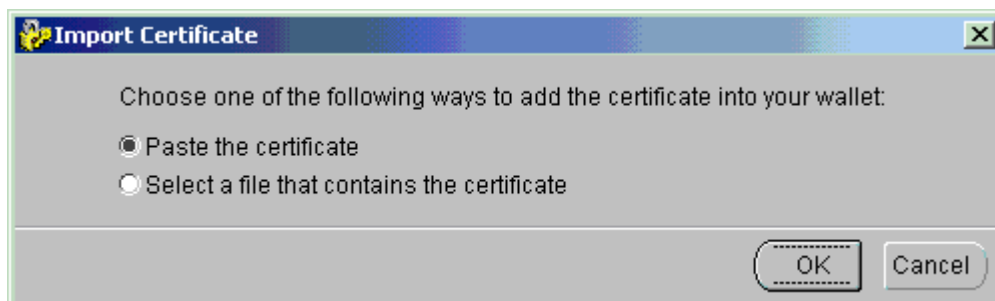 Import Certificate
Choose one of the following ways to add the certificate into your wallet:
Paste the certificate
Select a file that contains the certificate
OK Cancel